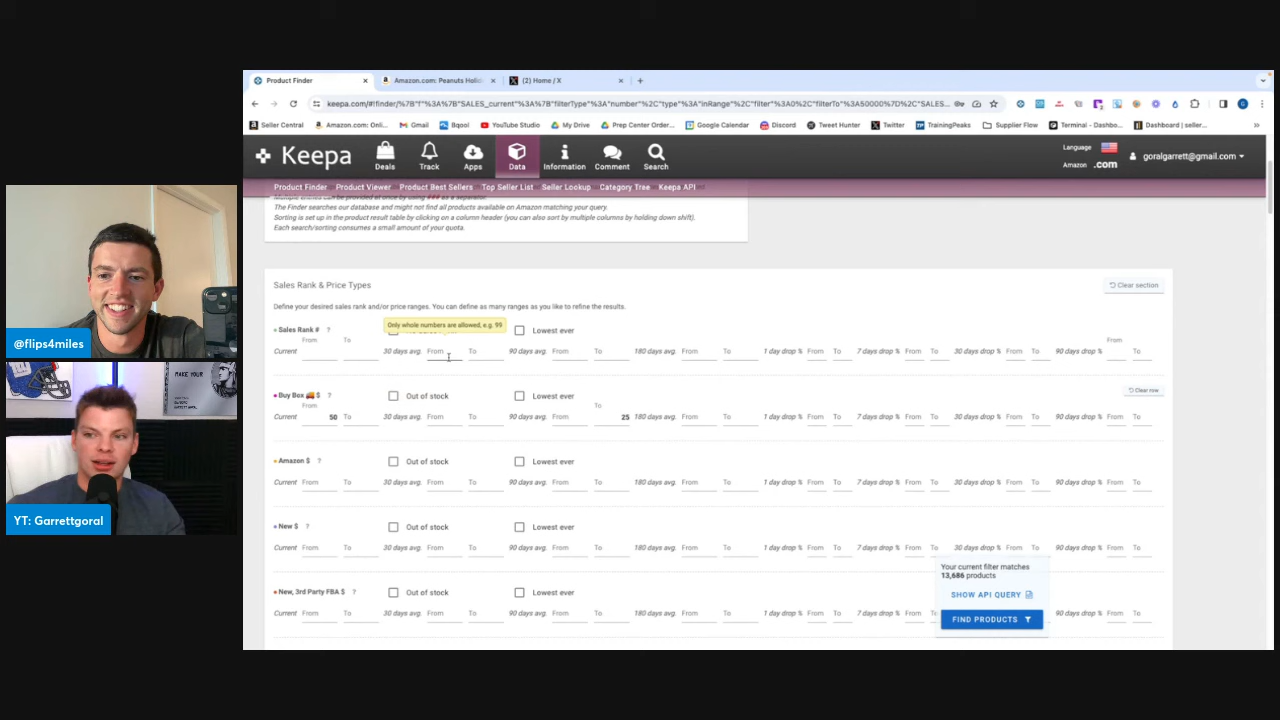 Product Finder
Amazon.com: Peanuts Holid
(2) Home / X
keepa.com/#!finder/%7B"f"%3A%7B"SALES_current"%3A%7B"filterType"%3A"number"%2C"type"%3A"inRange"%2C"filter"%3A0%2C"filterTo"%3A50000%7D%2C"SALES...
Seller Central
Amazon.com: Onli...
Gmail
Bqool
YouTube Studio
My Drive
Prep Center Order...
Google Calendar
Discord
Tweet Hunter
Twitter
TrainingPeaks
Supplier Flow
Terminal - Dashbo...
Dashboard | seller...
Keepa
Deals
Track
Apps
Data
Information
Comment
Search
Language
Amazon .com
goralgarrett@gmail.com
Product Finder Product Viewer Product Best Sellers Top Seller List Seller Lookup Category Tree Keepa API
Multiple entries can be provided at once by using ### as a seperator.
The Finder searches our database and might not find all products available on Amazon matching your query.
Sorting is set up in the product result table by clicking on a column header (you can also sort by multiple columns by holding down shift).
Each search/sorting consumes a small amount of your quota.
Sales Rank & Price Types
Clear section
Define your desired sales rank and/or price ranges. You can define as many ranges as you like to refine the results.
Only whole numbers are allowed, e.g. 99
Sales Rank # ? Lowest ever
From To From
Current 30 days avg. From To 90 days avg. From To 180 days avg. From To 1 day drop % From To 7 days drop % From To 30 days drop % From To 90 days drop % To
Buy Box $ ? Out of stock Lowest ever Clear row
From To
Current 50 To 30 days avg. From To 90 days avg. From 25 180 days avg. From To 1 day drop % From To 7 days drop % From To 30 days drop % From To 90 days drop % From To
Amazon $ ? Out of stock Lowest ever
Current From To 30 days avg. From To 90 days avg. From To 180 days avg. From To 1 day drop % From To 7 days drop % From To 30 days drop % From To 90 days drop % From To
New $ ? Out of stock Lowest ever
Current From To 30 days avg. From To 90 days avg. From To 180 days avg. From To 1 day drop % From To 7 days drop % From To 30 days drop % From To 90 days drop % From To
Your current filter matches
13,686 products
SHOW API QUERY
FIND PRODUCTS
New, 3rd Party FBA $ ? Out of stock Lowest ever
Current From To 30 days avg. From To 90 days avg. From To 180 days avg. From To 1 day drop % From To 7 days drop % From To 30 days drop % From To 90 days drop % From To
@flips4miles
MAKE YOUR
YT: Garrettgoral